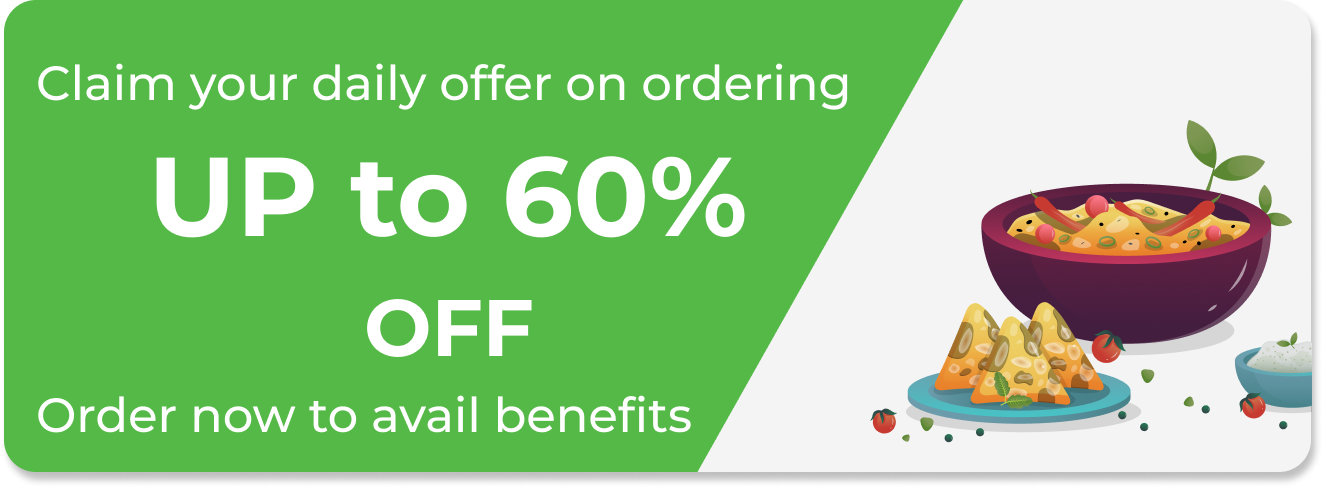 Claim your daily offer on ordering
UP to 60%
OFF
Order now to avail benefits